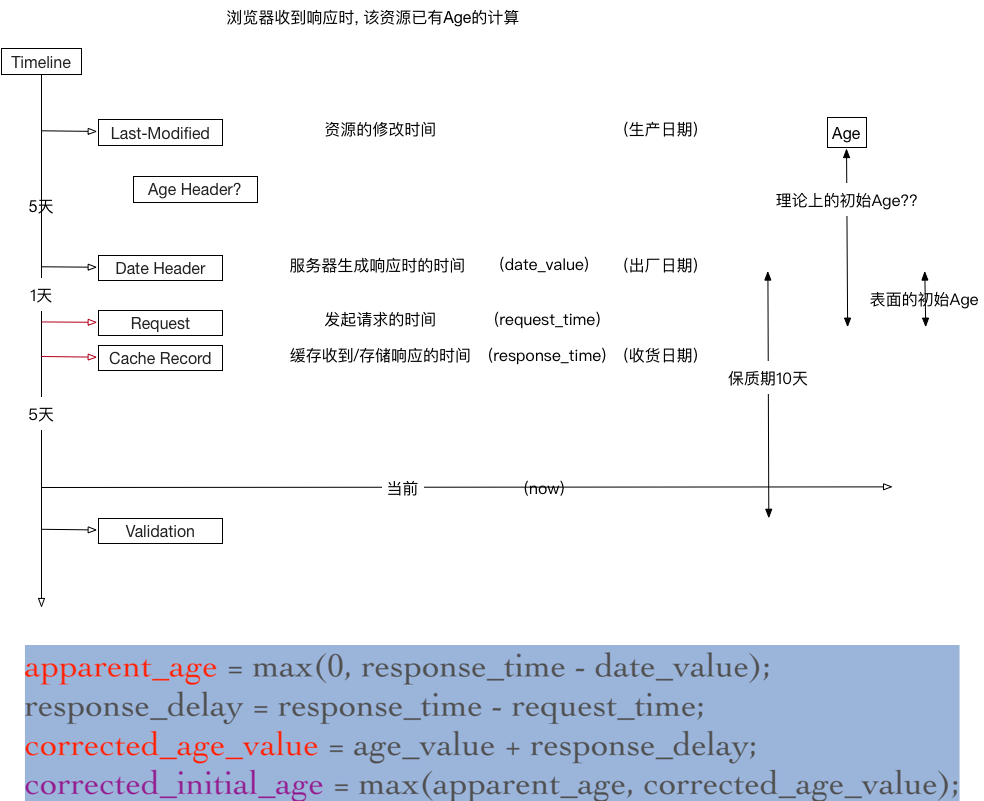 浏览器收到响应时, 该资源已有Age的计算
Timeline
Last-Modified 资源的修改时间 (生产日期) Age
Age Header?
5天 理论上的初始Age??
Date Header 服务器生成响应时的时间 (date_value) (出厂日期)
1天 表面的初始Age
Request 发起请求的时间 (request_time)
Cache Record 缓存收到/存储响应的时间 (response_time) (收货日期)
保质期10天
5天
当前 (now)
Validation
apparent_age = max(0, response_time - date_value);
response_delay = response_time - request_time;
corrected_age_value = age_value + response_delay;
corrected_initial_age = max(apparent_age, corrected_age_value);